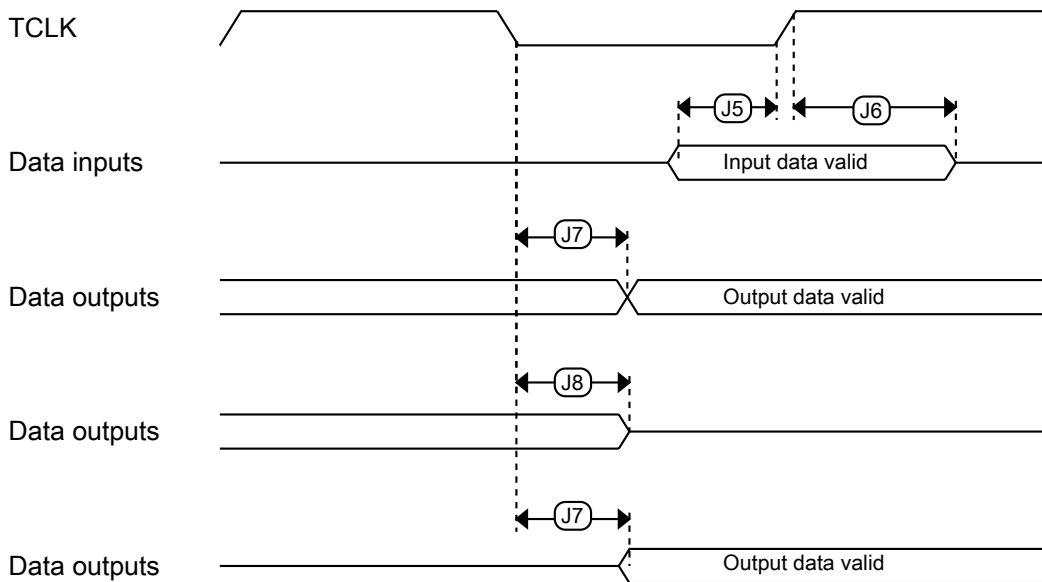 TCLK
J5
J6
Data inputs
Input data valid
J7
Data outputs
Output data valid
J8
Data outputs
J7
Data outputs
Output data valid